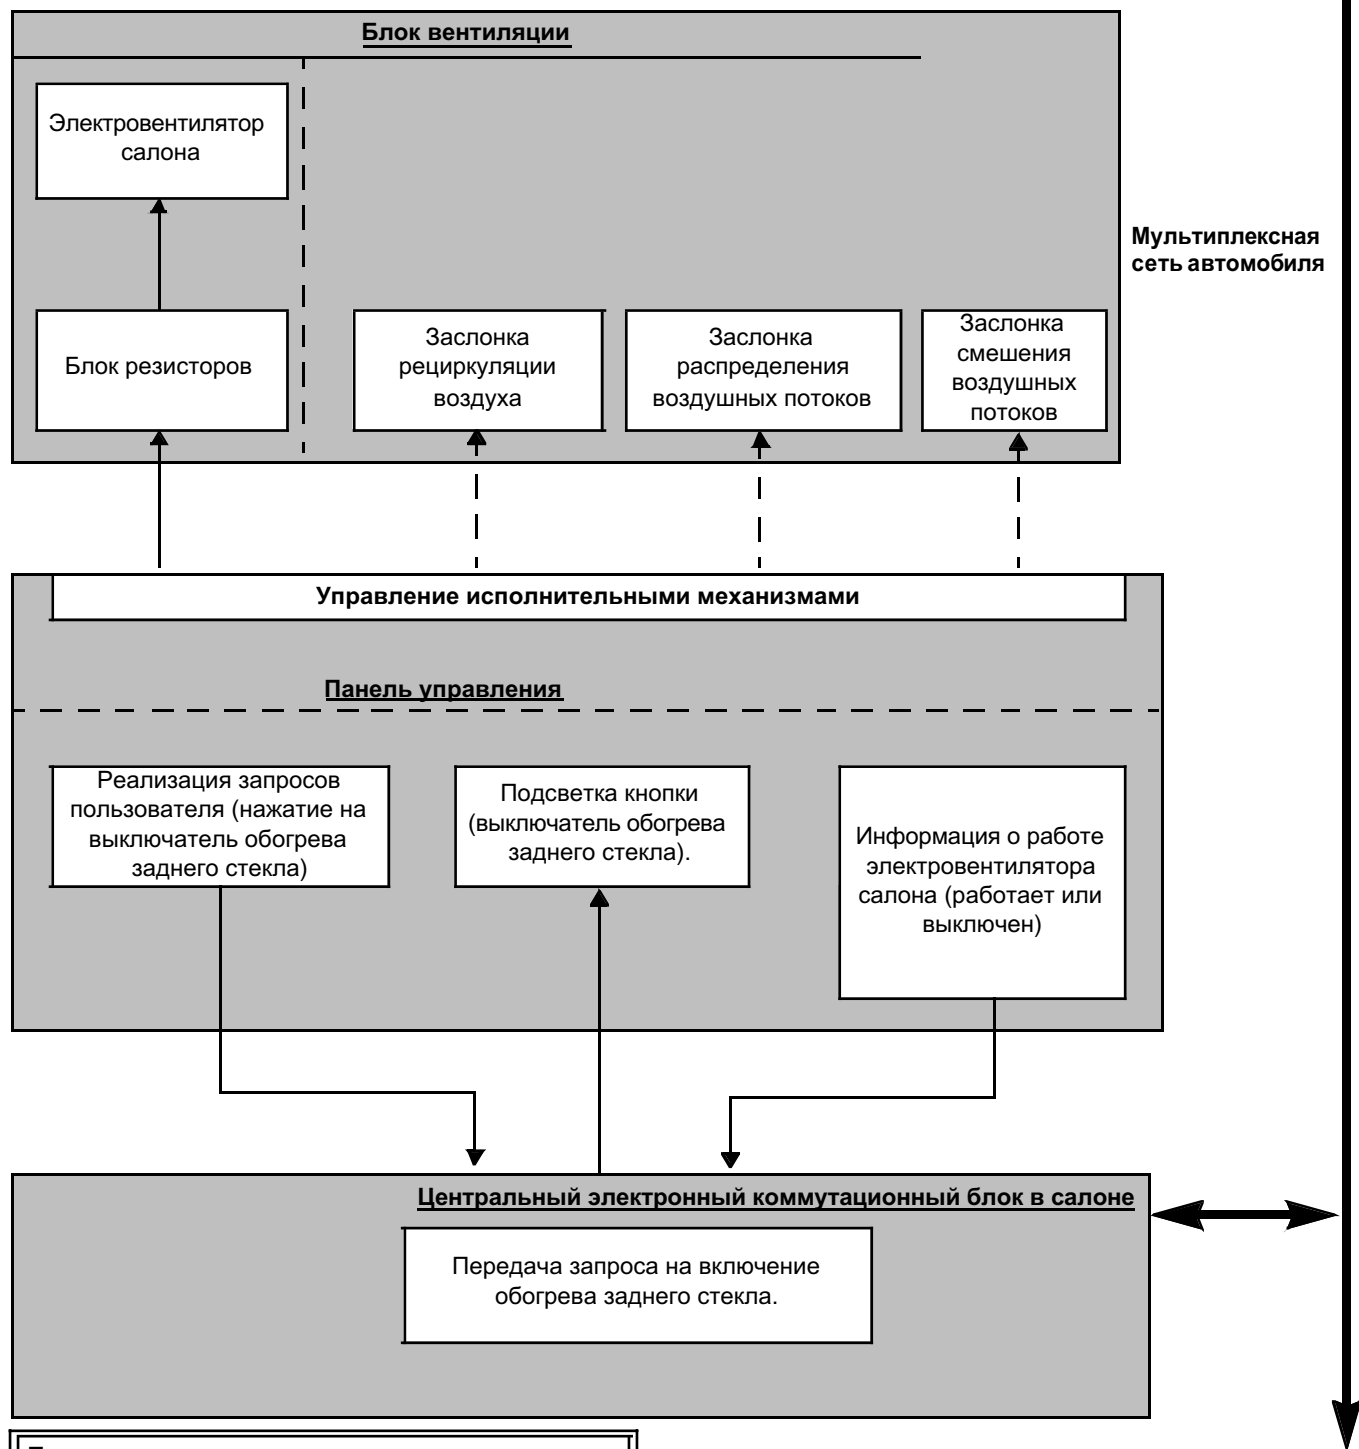 Блок вентиляции
Электровентилятор
салона
Мультиплексная
сеть автомобиля
Блок резисторов
Заслонка
рециркуляции
воздуха
Заслонка
распределения
воздушных потоков
Заслонка
смешения
воздушных
потоков
Управление исполнительными механизмами
Панель управления
Реализация запросов
пользователя (нажатие на
выключатель обогрева
заднего стекла)
Подсветка кнопки
(выключатель обогрева
заднего стекла).
Информация о работе
электровентилятора
салона (работает или
выключен)
Центральный электронный коммутационный блок в салоне
Передача запроса на включение
обогрева заднего стекла.